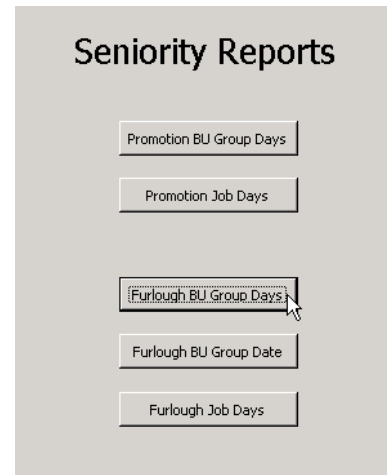 Seniority Reports
Promotion BU Group Days
Promotion Job Days
Furlough BU Group Days
Furlough BU Group Date
Furlough Job Days